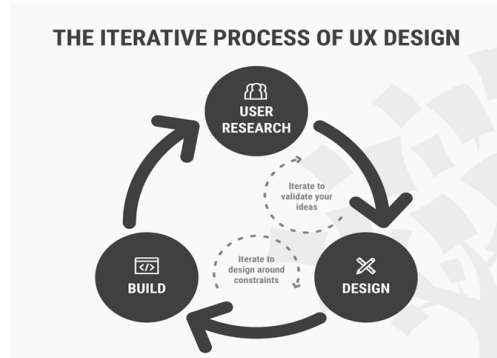 THE ITERATIVE PROCESS OF UX DESIGN
USER
RESEARCH
Iterate to
validate your
ideas
Iterate to
design around
constraints
</>
BUILD
DESIGN